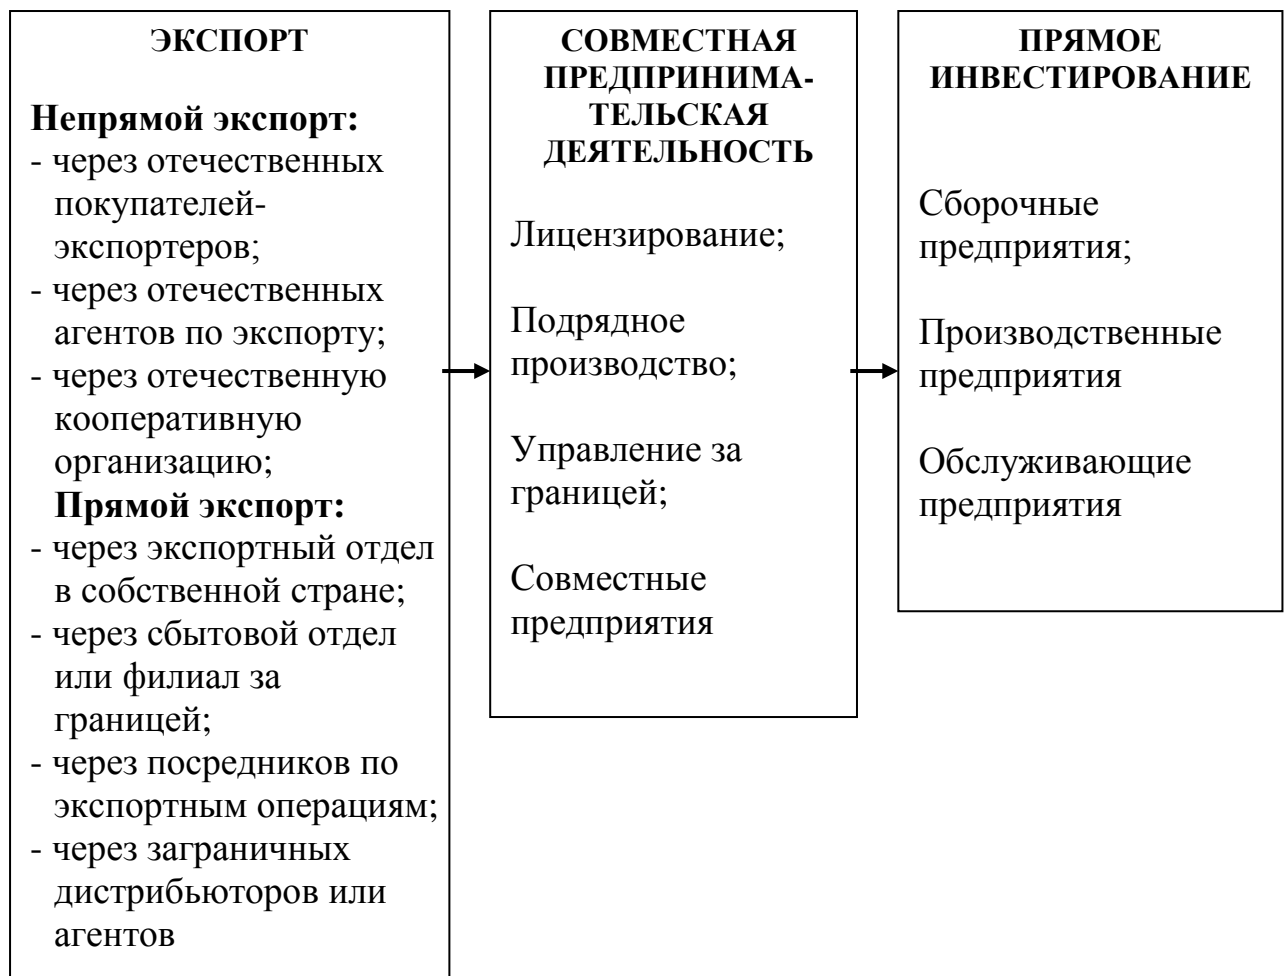 ЭКСПОРТ
Непрямой экспорт:
- через отечественных
покупателей-
экспортеров;
- через отечественных
агентов по экспорту;
- через отечественную
кооперативную
организацию;
Прямой экспорт:
- через экспортный отдел
в собственной стране;
- через сбытовой отдел
или филиал за
границей;
- через посредников по
экспортным операциям;
- через заграничных
дистрибьюторов или
агентов
СОВМЕСТНАЯ
ПРЕДПРИНИМА-
ТЕЛЬСКАЯ
ДЕЯТЕЛЬНОСТЬ
Лицензирование;
Подрядное
производство;
Управление за
границей;
Совместные
предприятия
ПРЯМОЕ
ИНВЕСТИРОВАНИЕ
Сборочные
предприятия;
Производственные
предприятия
Обслуживающие
предприятия